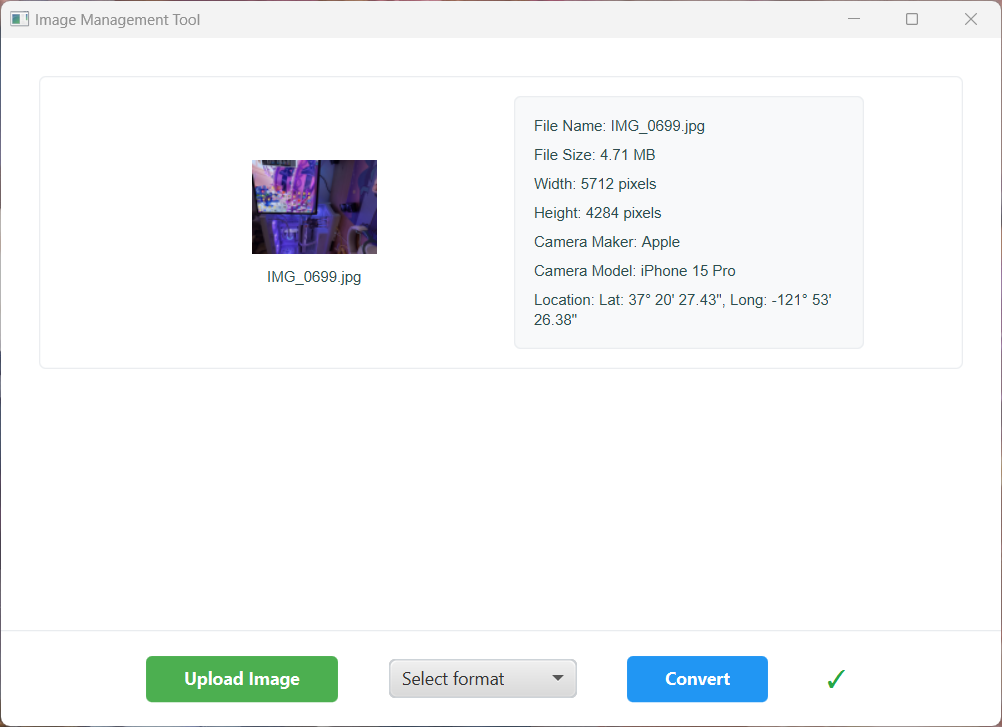 Image Management Tool
File Name: IMG_0699.jpg
File Size: 4.71 MB
Width: 5712 pixels
Height: 4284 pixels
Camera Maker: Apple
Camera Model: iPhone 15 Pro
Location: Lat: 37° 20' 27.43", Long: -121° 53'
26.38"
IMG_0699.jpg
Upload Image
Select format
Convert